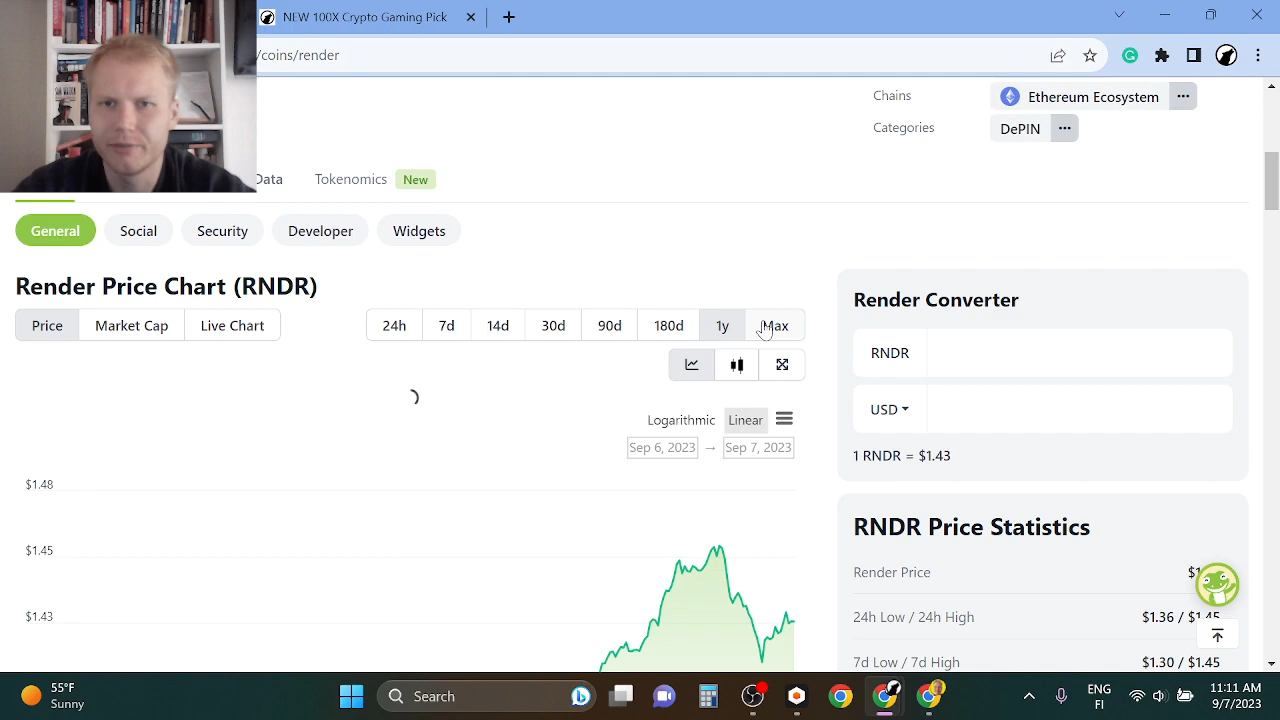 NEW 100X Crypto Gaming Pick
/coins/render
Chains
Ethereum Ecosystem
Categories
DePIN
Data
Tokenomics
New
General
Social
Security
Developer
Widgets
Render Price Chart (RNDR)
Price
Market Cap
Live Chart
24h
7d
14d
30d
90d
180d
1y
Max
Logarithmic
Linear
Sep 6, 2023 → Sep 7, 2023
$1.48
$1.45
$1.43
Render Converter
RNDR
USD
1 RNDR = $1.43
RNDR Price Statistics
Render Price
24h Low / 24h High
$1.36 / $1.45
7d Low / 7d High
$1.30 / $1.45
55°F
Sunny
Search
ENG
FI
11:11 AM
9/7/2023